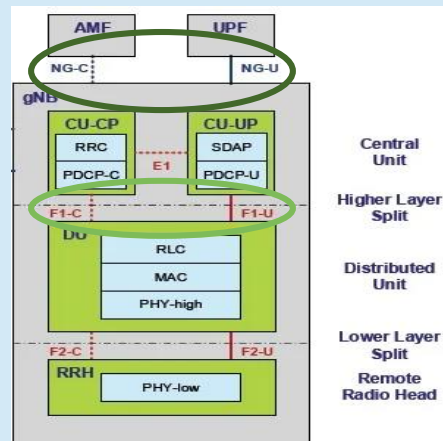 AMF
UPF
NG-C
NG-U
gNB
CU-CP
CU-UP
RRC
SDAP
E1
PDCP-C
PDCP-U
Central
Unit
F1-C
F1-U
Higher Layer
Split
DU
RLC
MAC
PHY-high
Distributed
Unit
F2-C
F2-U
Lower Layer
Split
RRH
PHY-low
Remote
Radio Head